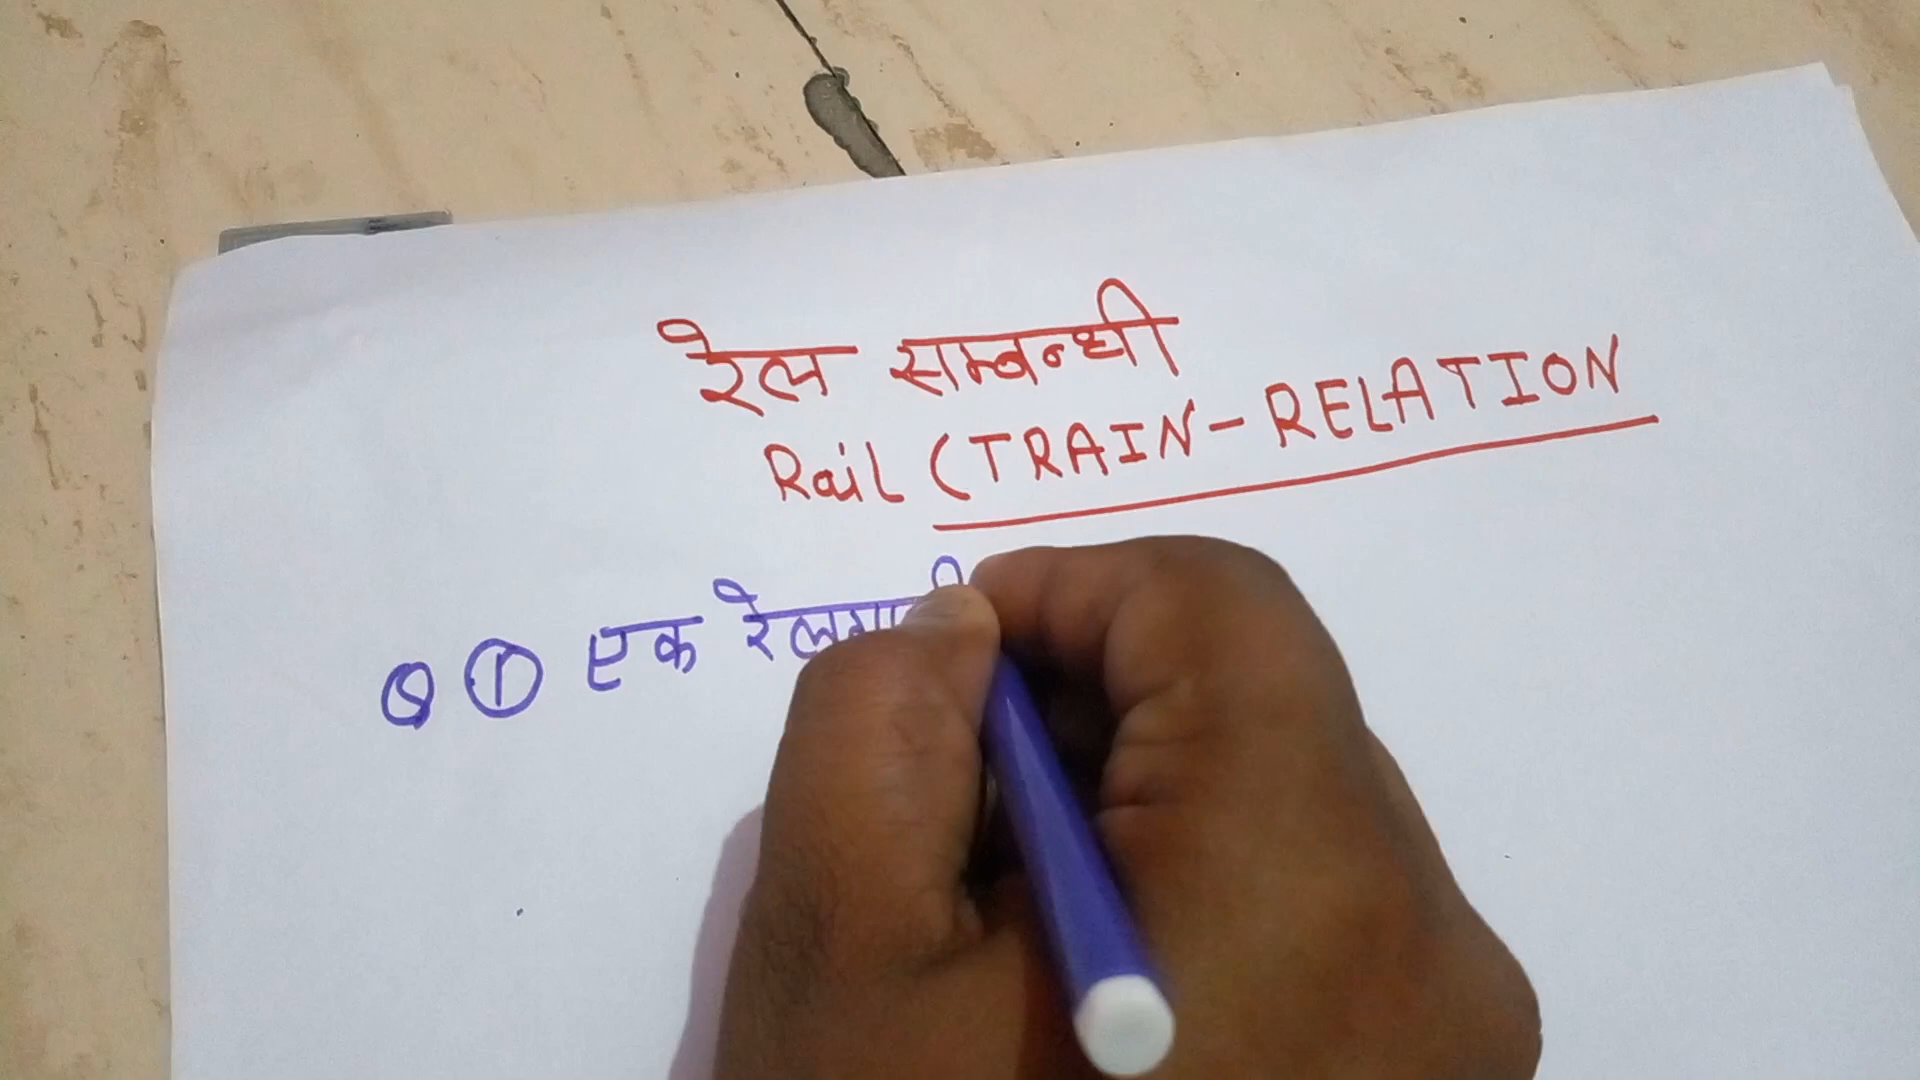 रेल सम्बन्धी
Rail (TRAIN-RELATION
Q ① एक